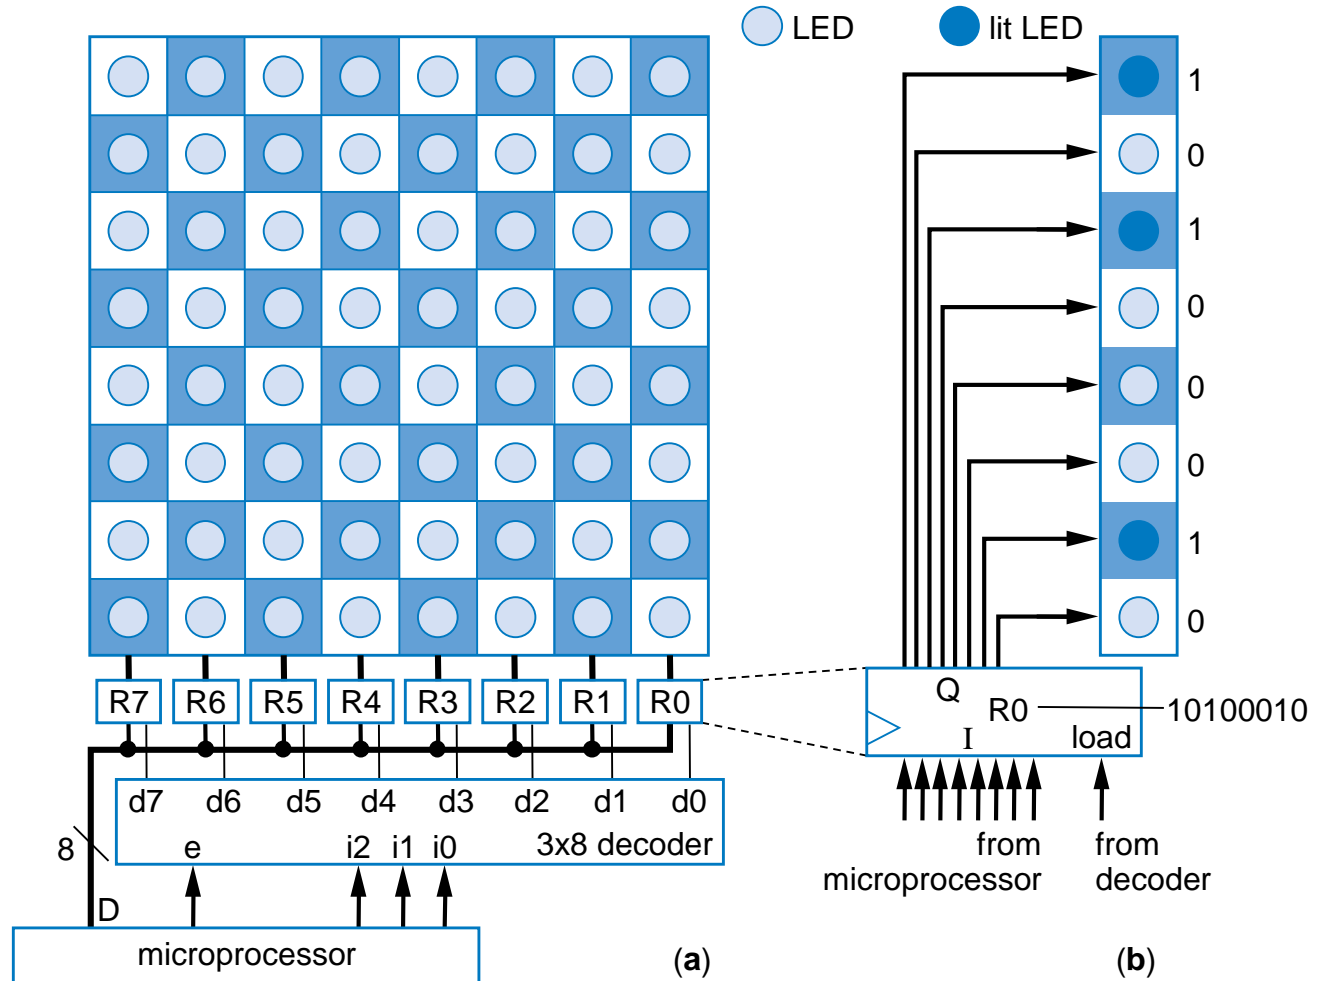 LED
lit LED
1
0
1
0
0
0
1
0
R7 R6 R5 R4 R3 R2 R1 R0
d7 d6 d5 d4 d3 d2 d1 d0
e i2 i1 i0 3x8 decoder
8
D
microprocessor
(a)
Q
R0
10100010
I
load
from
microprocessor
from
decoder
(b)